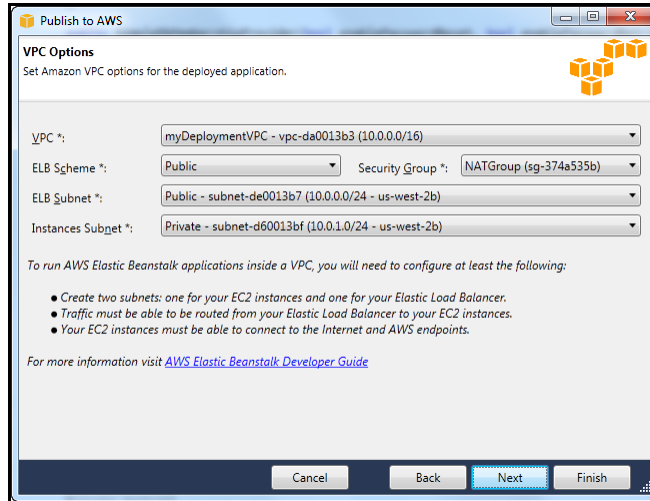 Publish to AWS
VPC Options
Set Amazon VPC options for the deployed application.
VPC *: myDeploymentVPC - vpc-da0013b3 (10.0.0.0/16)
ELB Scheme *: Public Security Group *: NATGroup (sg-374a535b)
ELB Subnet *: Public - subnet-de0013b7 (10.0.0.0/24 - us-west-2b)
Instances Subnet *: Private - subnet-d60013bf (10.0.1.0/24 - us-west-2b)
To run AWS Elastic Beanstalk applications inside a VPC, you will need to configure at least the following:
● Create two subnets: one for your EC2 instances and one for your Elastic Load Balancer.
● Traffic must be able to be routed from your Elastic Load Balancer to your EC2 instances.
● Your EC2 instances must be able to connect to the Internet and AWS endpoints.
For more information visit AWS Elastic Beanstalk Developer Guide
Cancel Back Next Finish